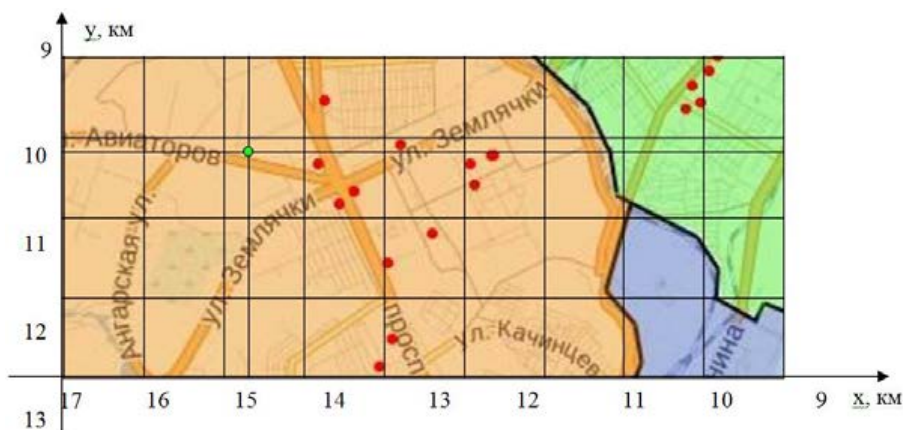 y, км
9
10
11
12
13
17 16 15 14 13 12 11 10 9 x, км
л. Авиаторов
ул. Землячки
Ангарская ул.
ул. Землячки
просп
ул. Качинцев
нина